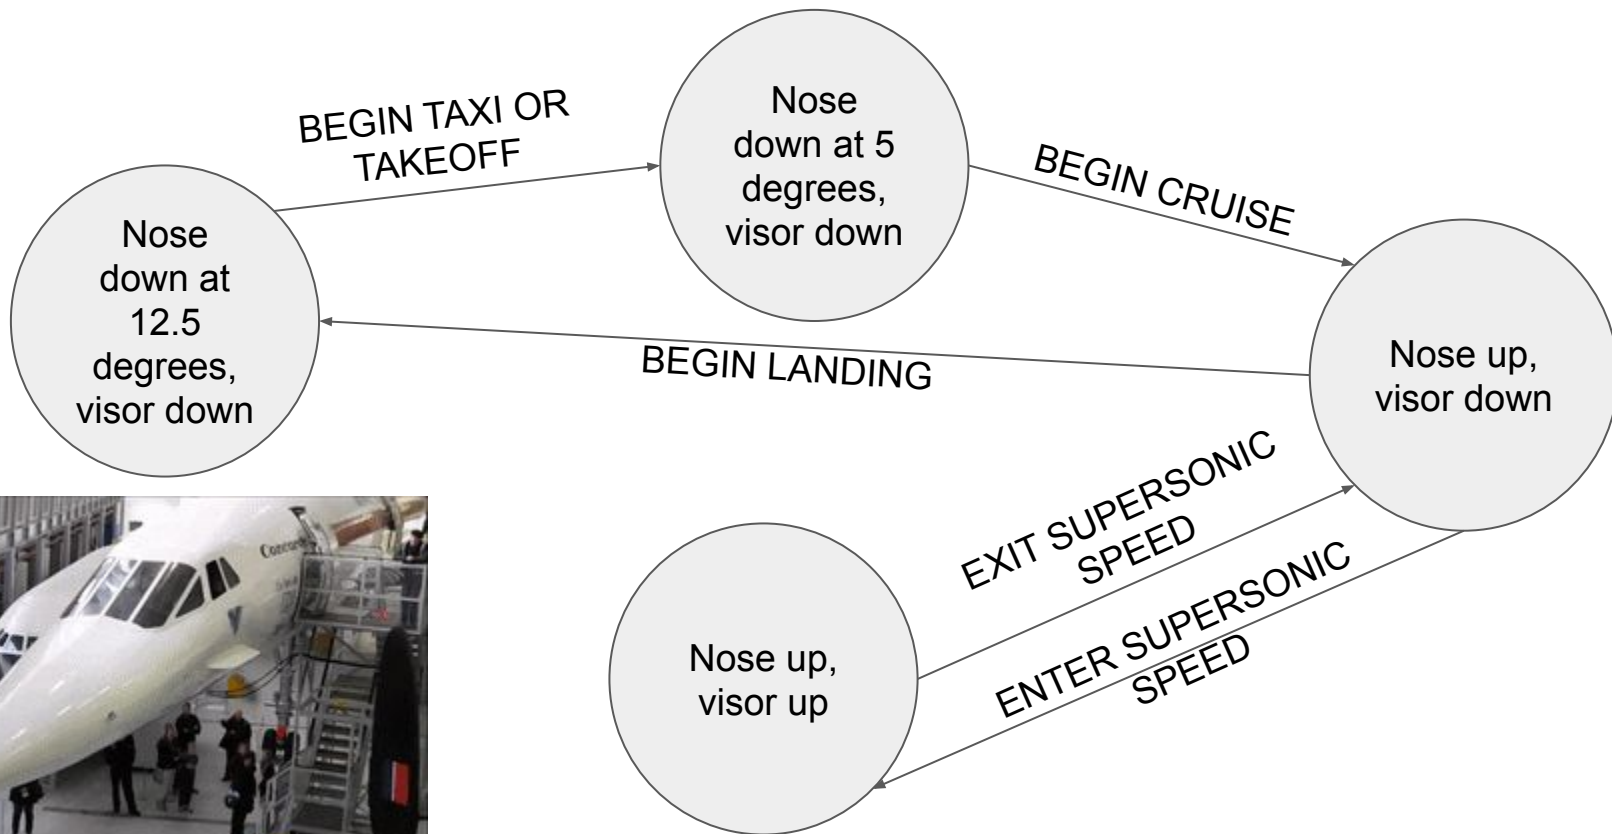 BEGIN TAXI OR
TAKEOFF
Nose
down at 5
degrees,
visor down
BEGIN CRUISE
Nose
down at
12.5
degrees,
visor down
BEGIN LANDING
Nose up,
visor down
EXIT SUPERSONIC
SPEED
ENTER SUPERSONIC
SPEED
Nose up,
visor up